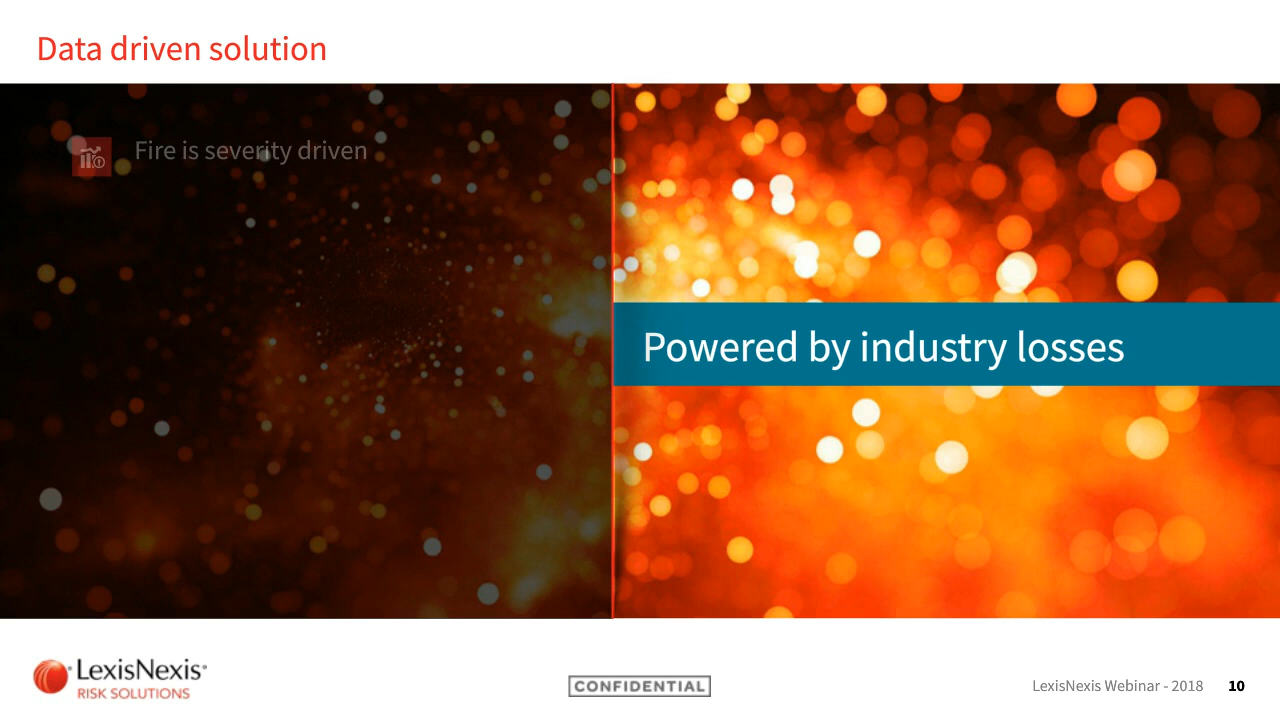 Data driven solution
Fire is severity driven
Powered by industry losses
LexisNexis®
RISK SOLUTIONS
CONFIDENTIAL
LexisNexis Webinar - 2018 10